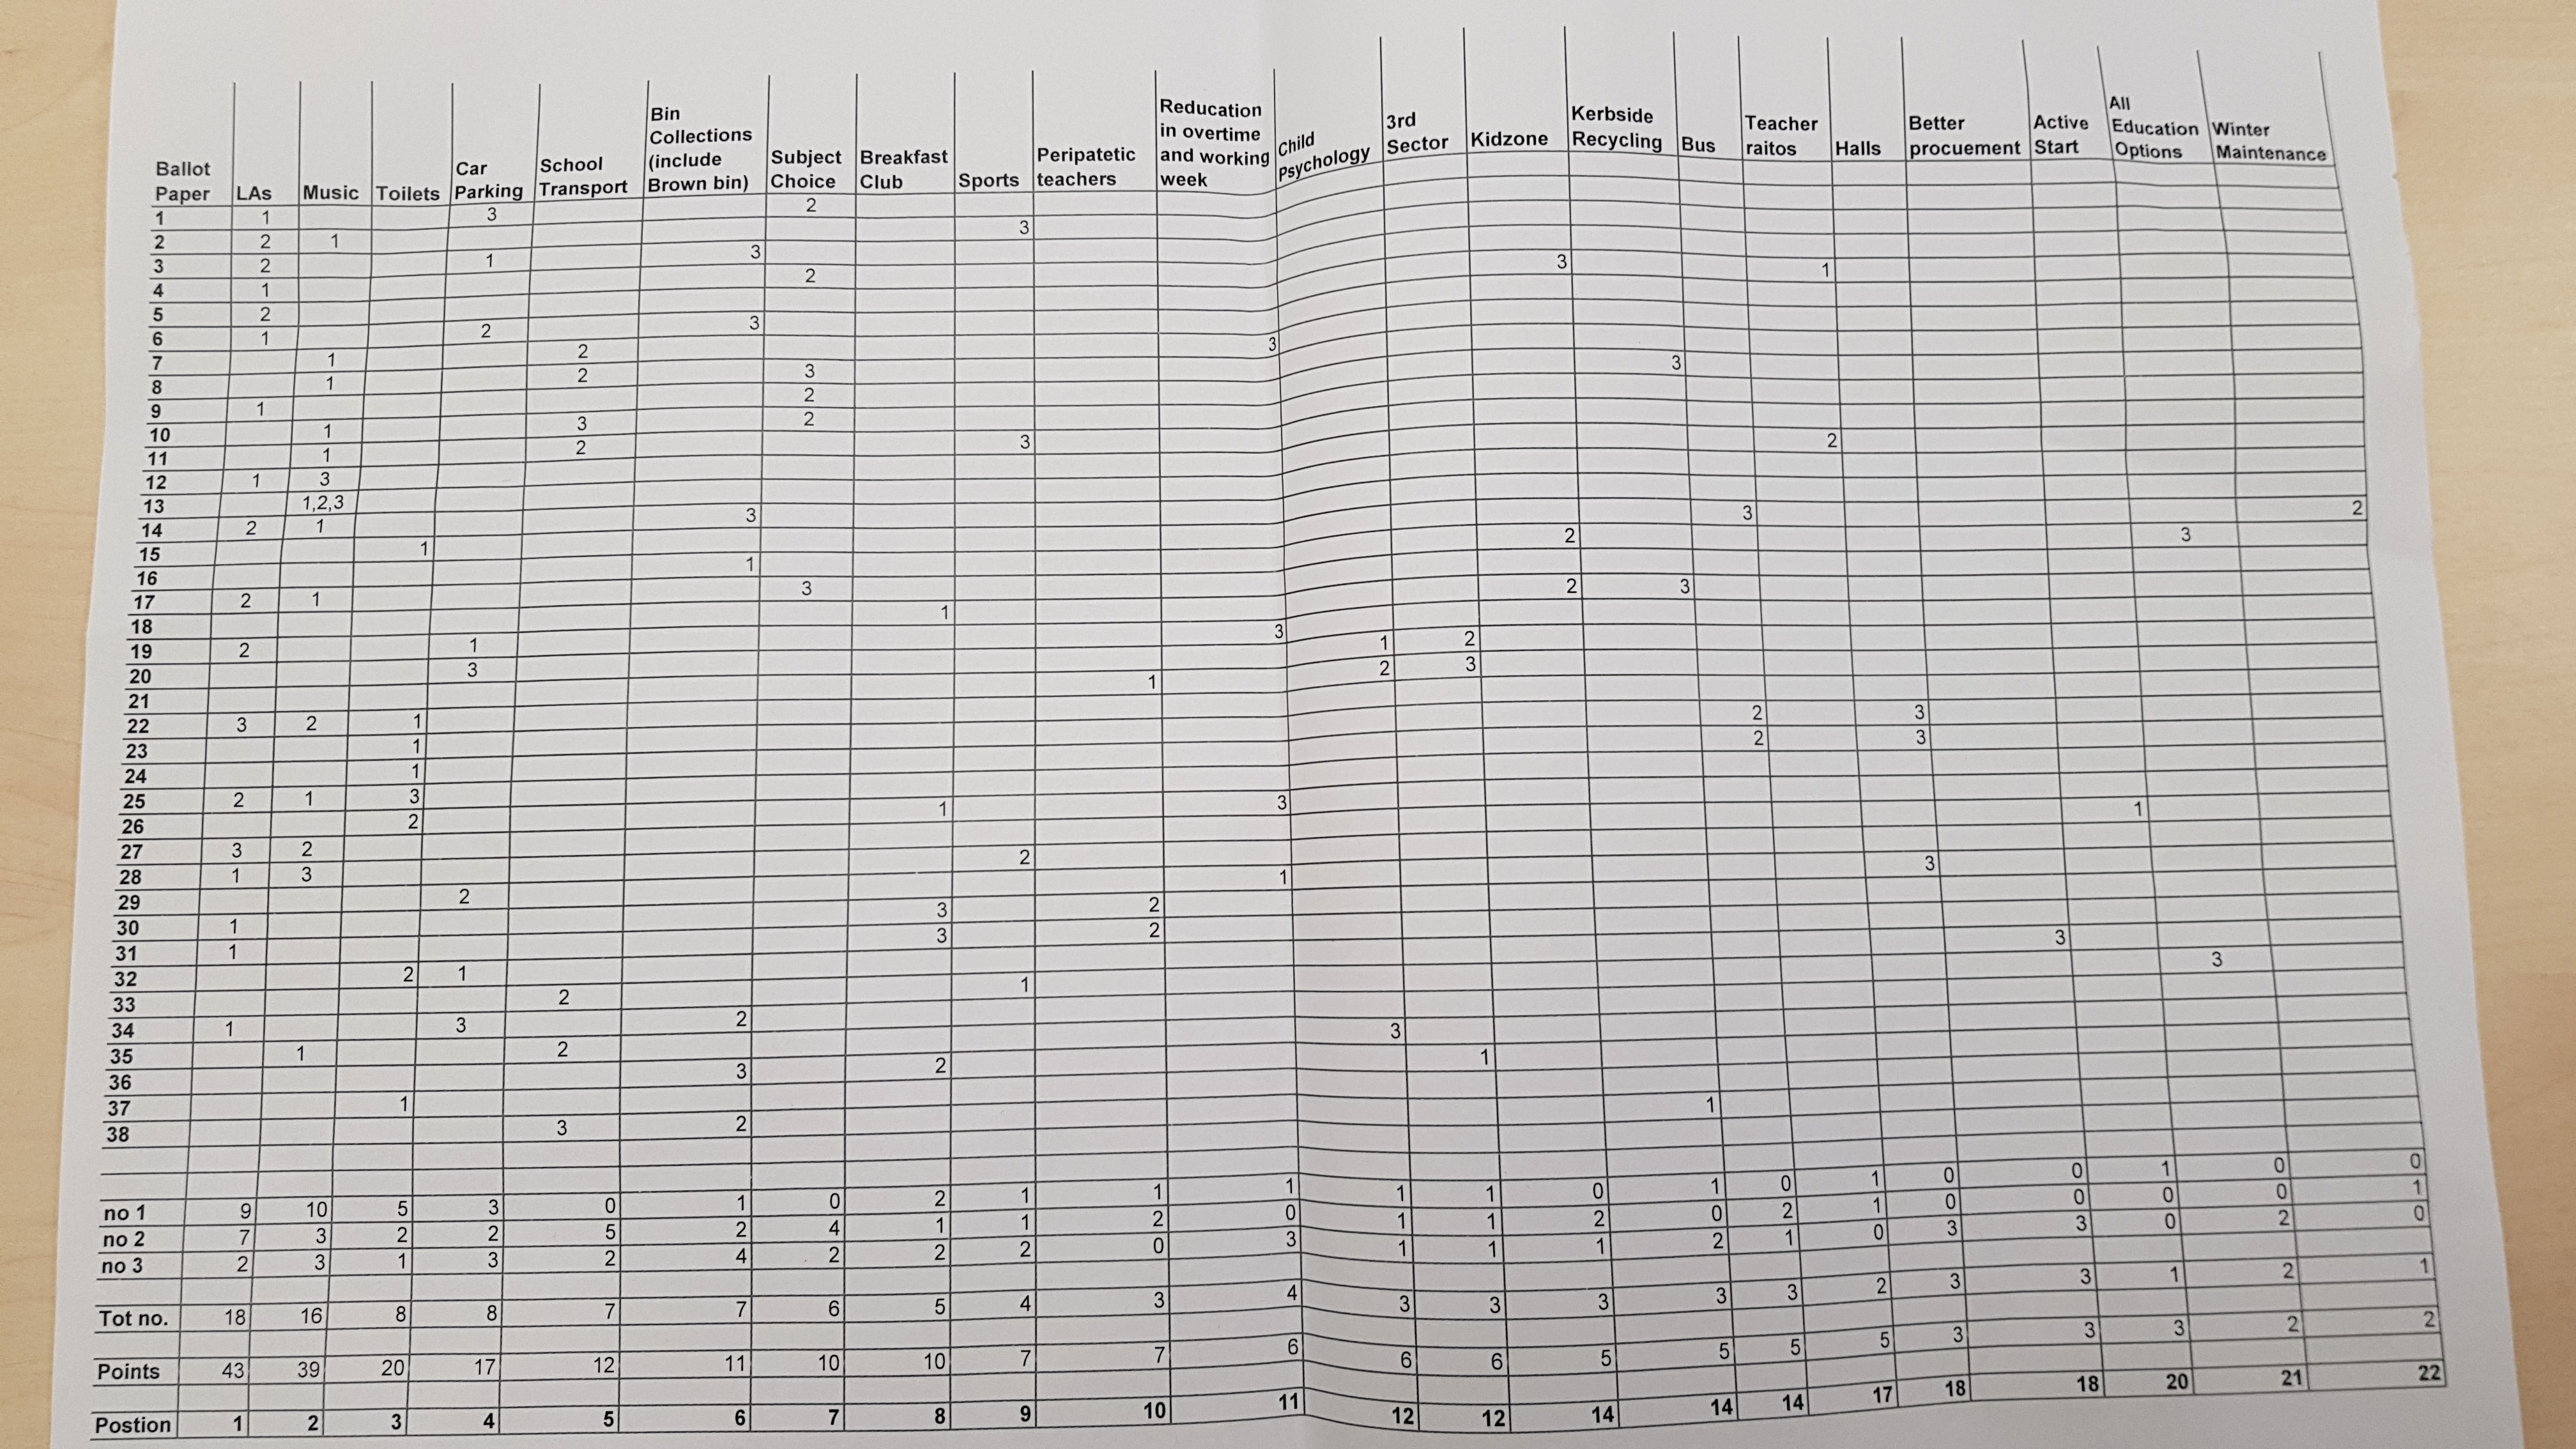 Ballot Paper LAs Music Toilets Car Parking School Transport Bin Collections (include Brown bin) Subject Choice Breakfast Club Sports Peripatetic teachers Reducation in overtime and working week Child Psychology 3rd Sector Kidzone Kerbside Recycling Bus Teacher raitos Halls Better procuement Active Start All Education Options Winter Maintenance
1 1 3 2
2 2 1 3
3 2 1 3
4 1 2
5 2 3 1
6 1 2 3
7 1 2 3
8 1 2 3
9 1 2 3
10 1 3 2
11 1 2 3
12 1 3 2
13 1,2,3
14 2 1 3
15 1 3 2
16 1 2 3
17 2 1 3
18 1 2 3
19 2 1 3
20 3 1 2
21 1 2 3
22 3 2 1
23 1 2 3
24 1 2 3
25 2 1 3
26 2 1 3
27 3 2 1
28 1 3 2
29 2 1 3
30 1 3 2
31 1 3 2
32 2 1 3
33 2 1 3
34 1 3 2
35 1 2 3
36 3 2 1
37 1
38 3 2 1
no 1 9 10 5 3 0 1 0 2 1 1 1 1 1 0 1 0 1 0 0 1 0 0
no 2 7 3 2 2 5 2 4 1 1 2 0 1 1 2 0 2 1 0 0 0 0 1
no 3 2 3 1 3 2 4 2 2 2 0 3 1 1 1 2 1 0 3 3 0 2 0
Tot no. 18 16 8 8 7 7 6 5 4 3 4 3 3 3 3 3 2 3 3 1 2 1
Points 43 39 20 17 12 11 10 10 7 7 6 6 6 5 5 5 5 3 3 3 2 2
Postion 1 2 3 4 5 6 7 8 9 10 11 12 12 14 14 14 17 18 18 20 21 22